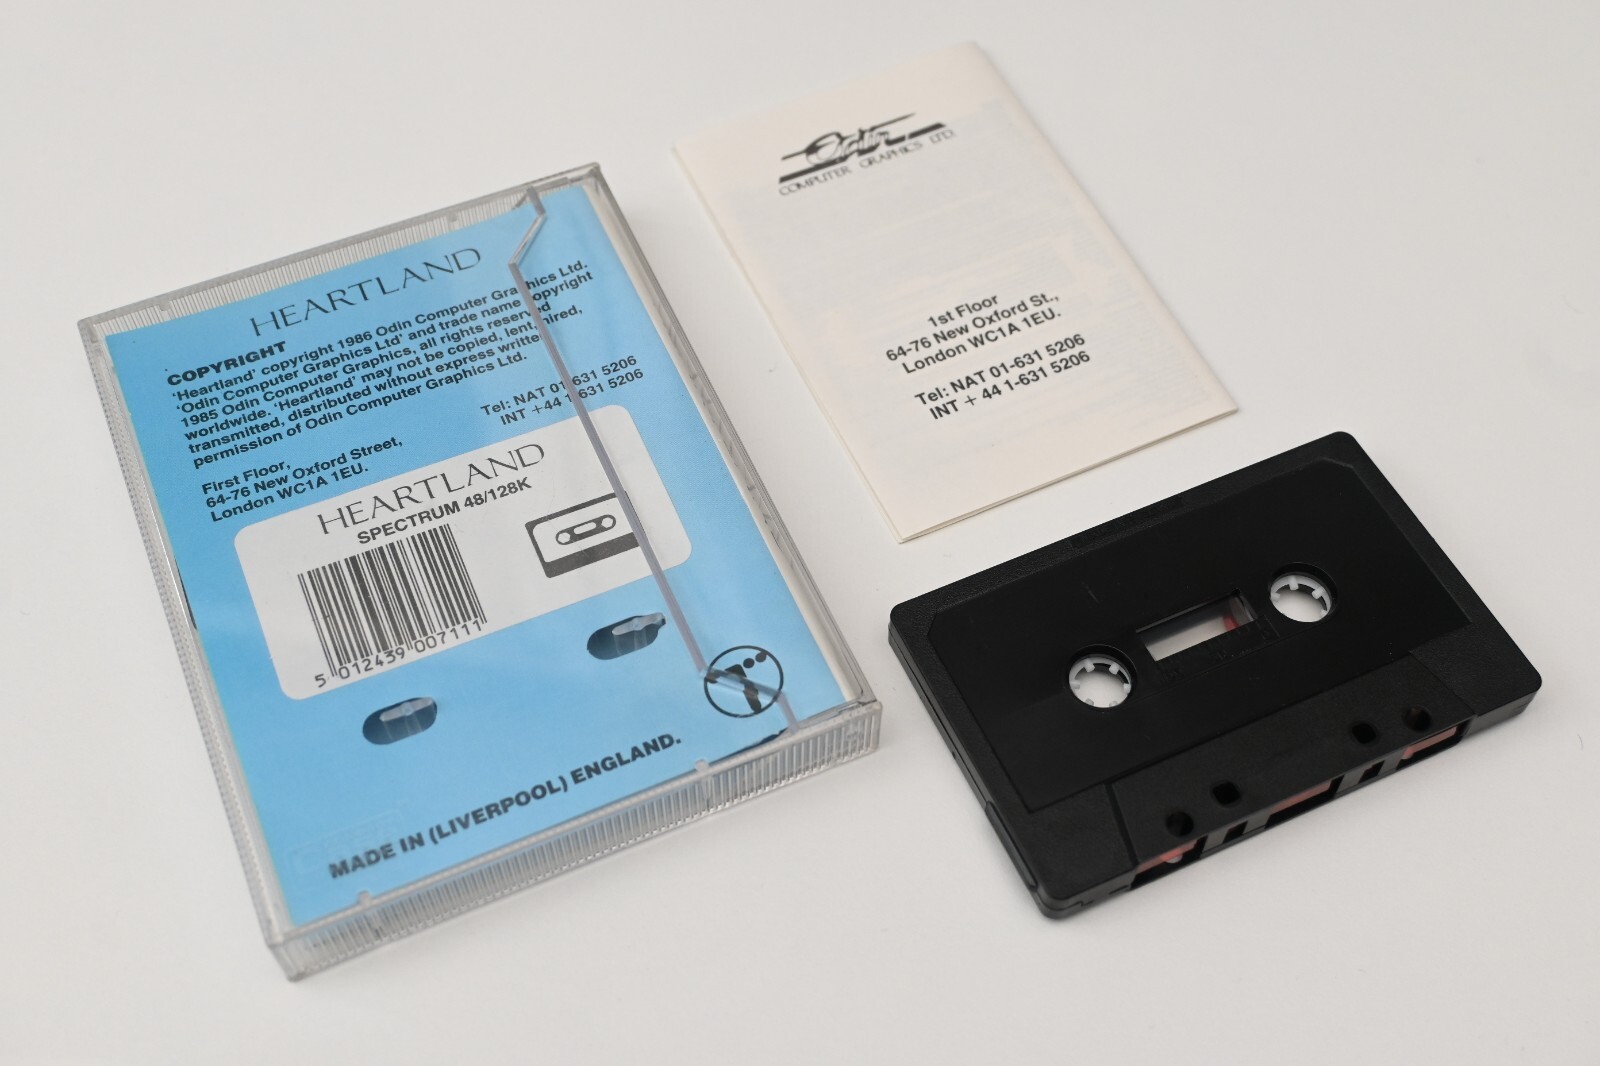 HEARTLAND
COPYRIGHT
'Heartland' copyright 1986 Odin Computer Graphics Ltd.
'Odin Computer Graphics Ltd' and trade name copyright
1985 Odin Computer Graphics, all rights reserved
worldwide. 'Heartland' may not be copied, lent, hired,
transmitted, distributed without express written
permission of Odin Computer Graphics Ltd.
Tel: NAT 01-631 5206
INT +44 1-631 5206
First Floor,
64-76 New Oxford Street,
London WC1A 1EU.
HEARTLAND
SPECTRUM 48/128K
5 012439 007111
MADE IN (LIVERPOOL) ENGLAND.
Odin
COMPUTER GRAPHICS LTD.
1st Floor
64-76 New Oxford St.,
London WC1A 1EU.
Tel: NAT 01-631 5206
INT + 44 1-631 5206